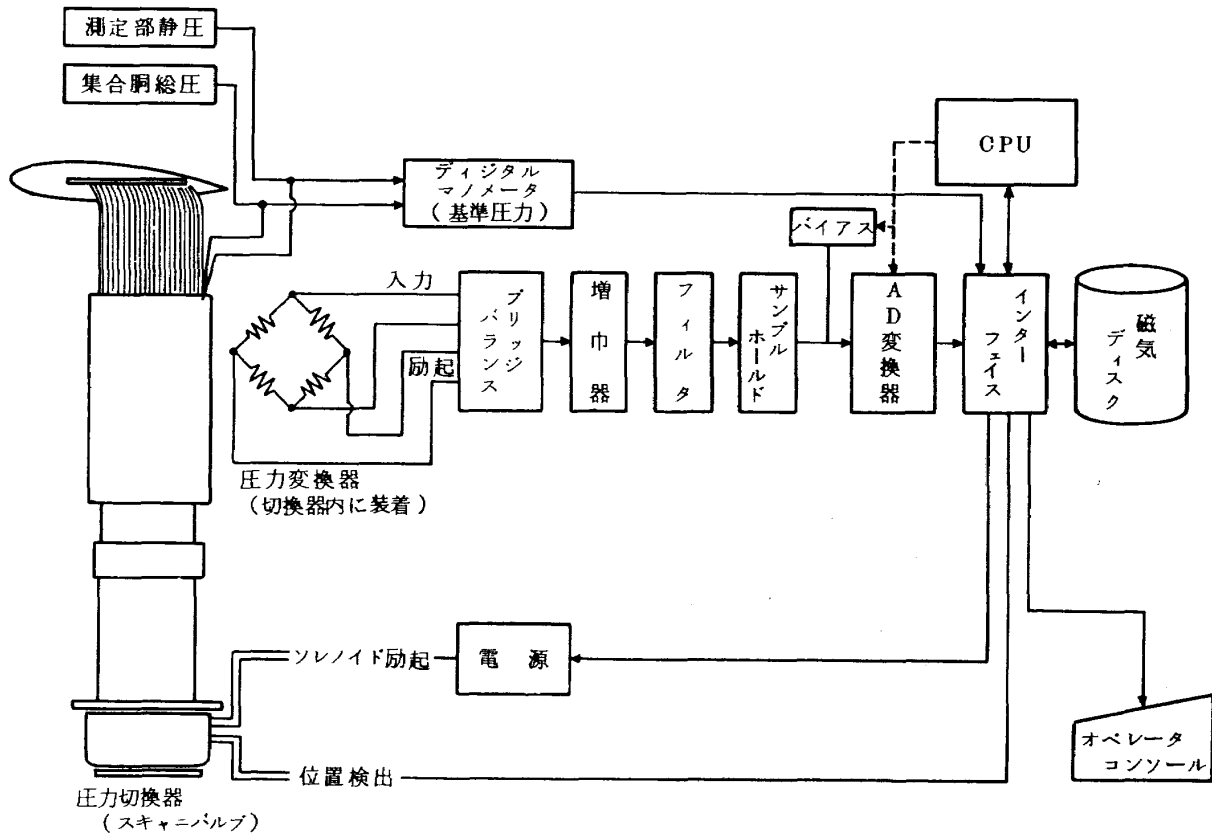 測定部静圧
集合胴総圧
ディジタル
マノメータ
(基準圧力)
CPU
バイアス
入力
励起
ブリッジ
バランス
増巾器
フィルタ
サンプル
ホールド
AD変換器
インター
フェイス
磁気
ディスク
圧力変換器
(切換器内に装着)
ソレノイド励起
電源
位置検出
オペレータ
コンソール
圧力切換器
(スキャニバルブ)